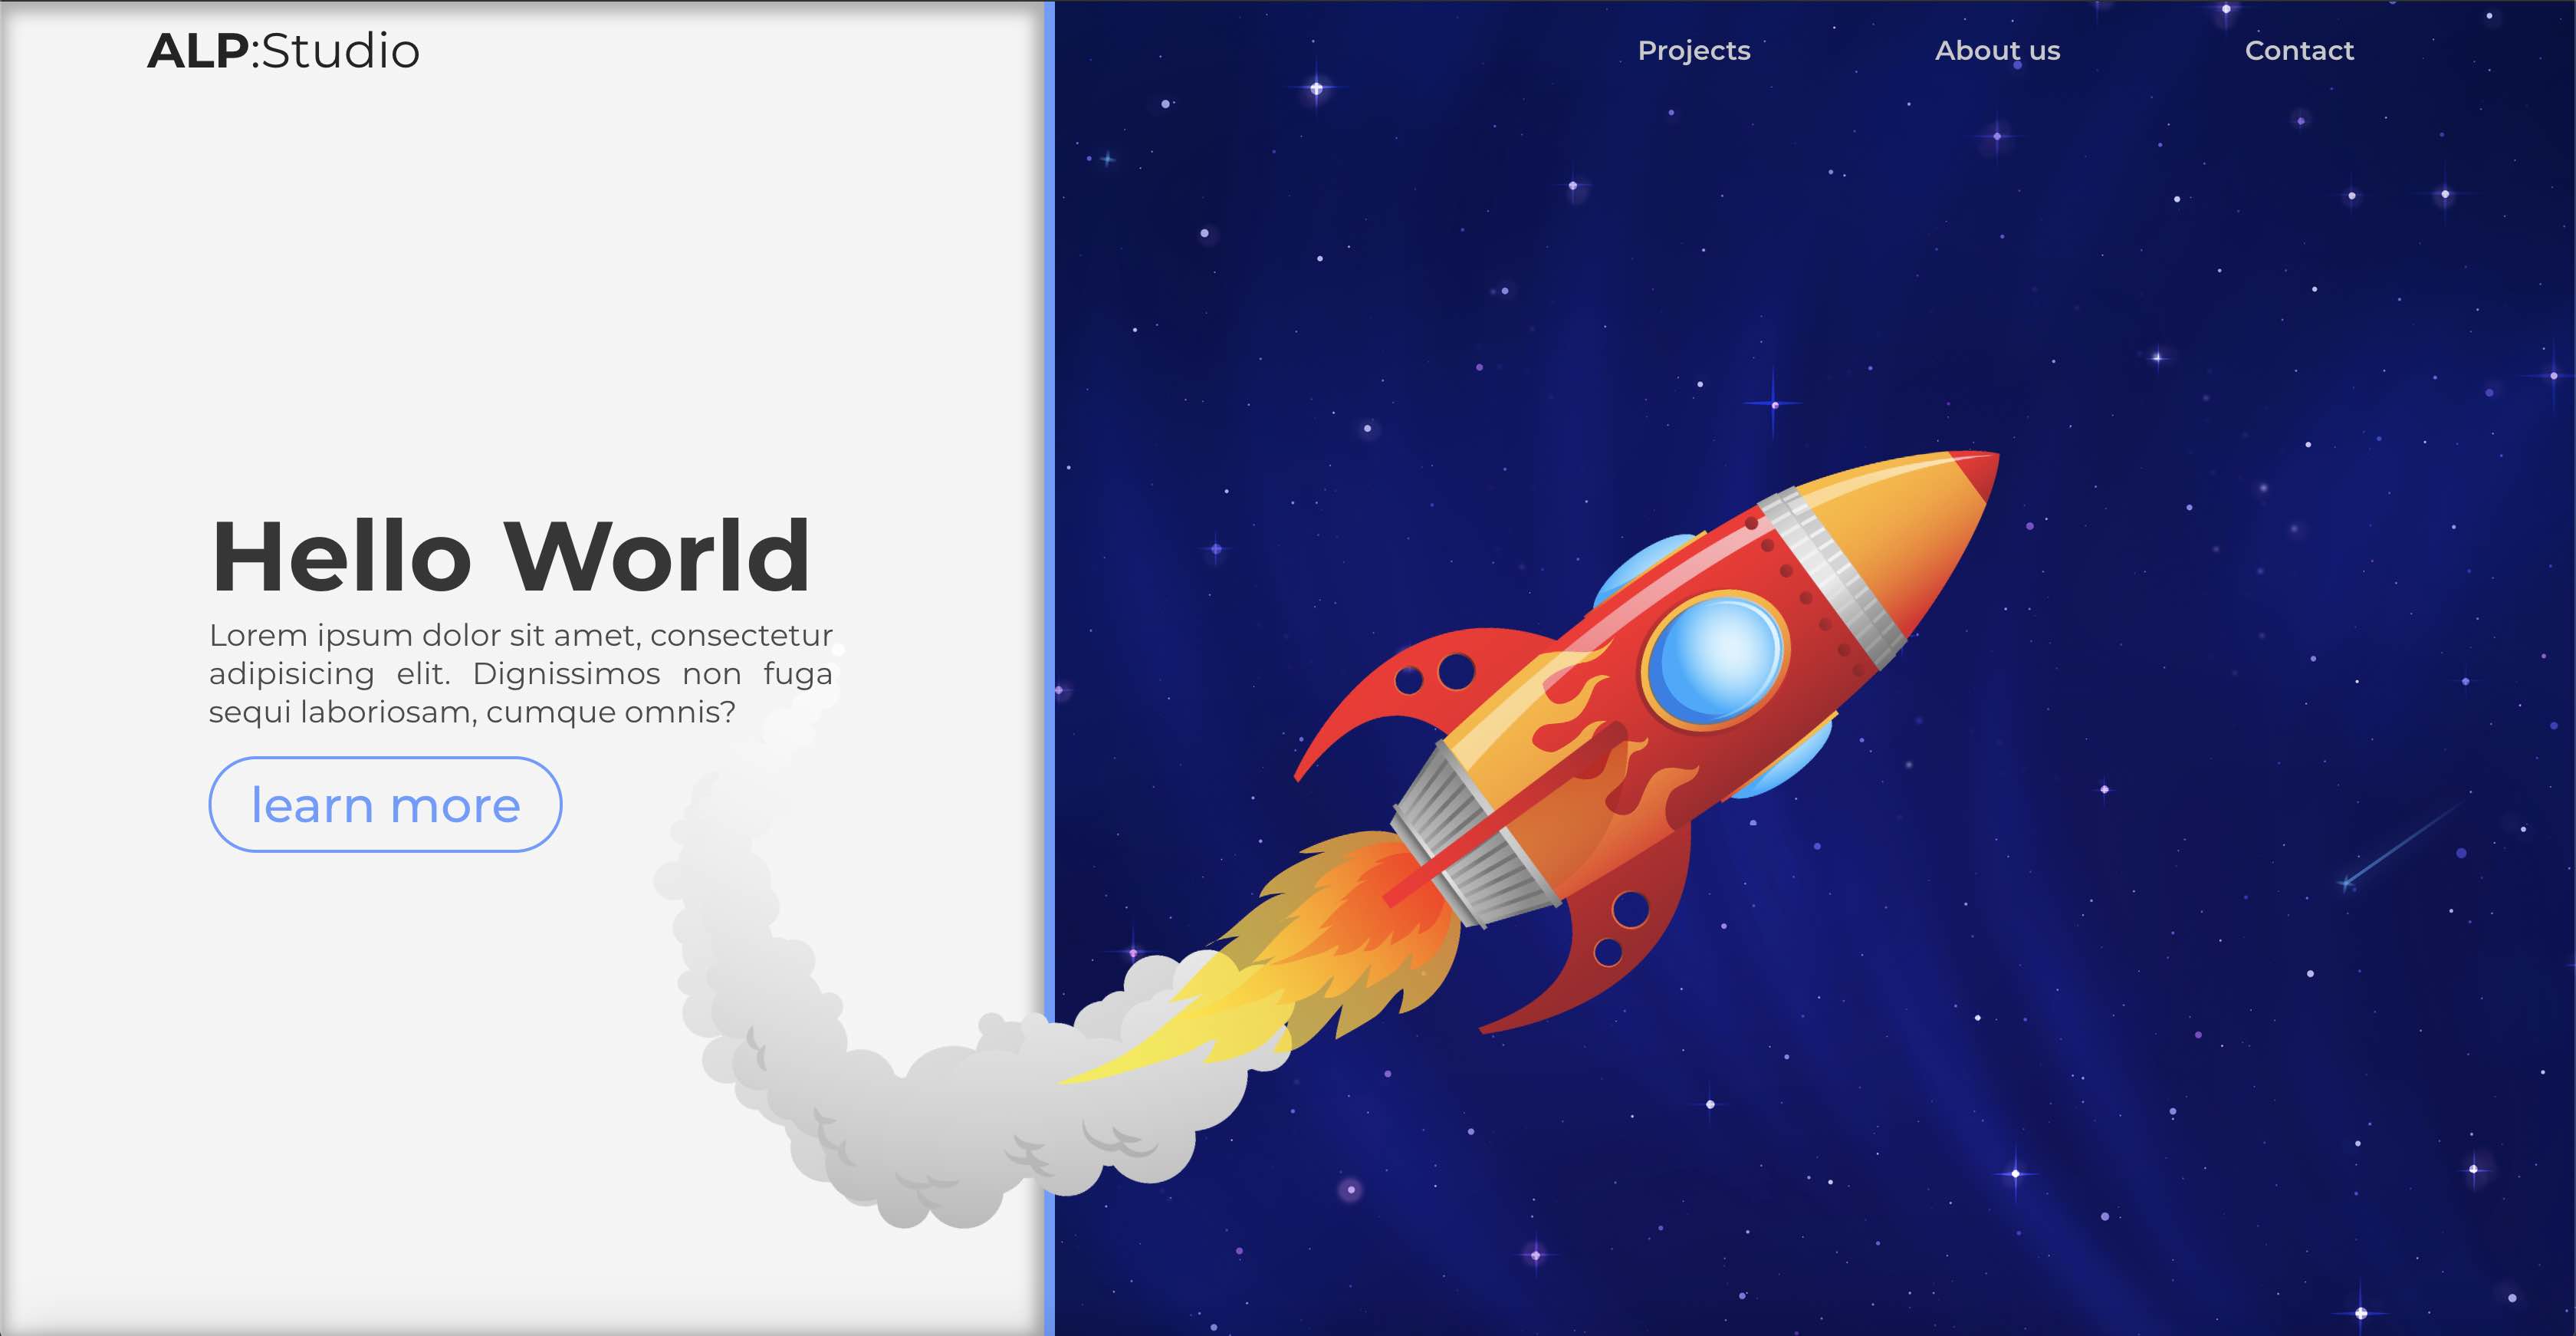 ALP:Studio
Projects
About us
Contact
Hello World
Lorem ipsum dolor sit amet, consectetur
adipisicing elit. Dignissimos non fuga
sequi laboriosam, cumque omnis?
learn more